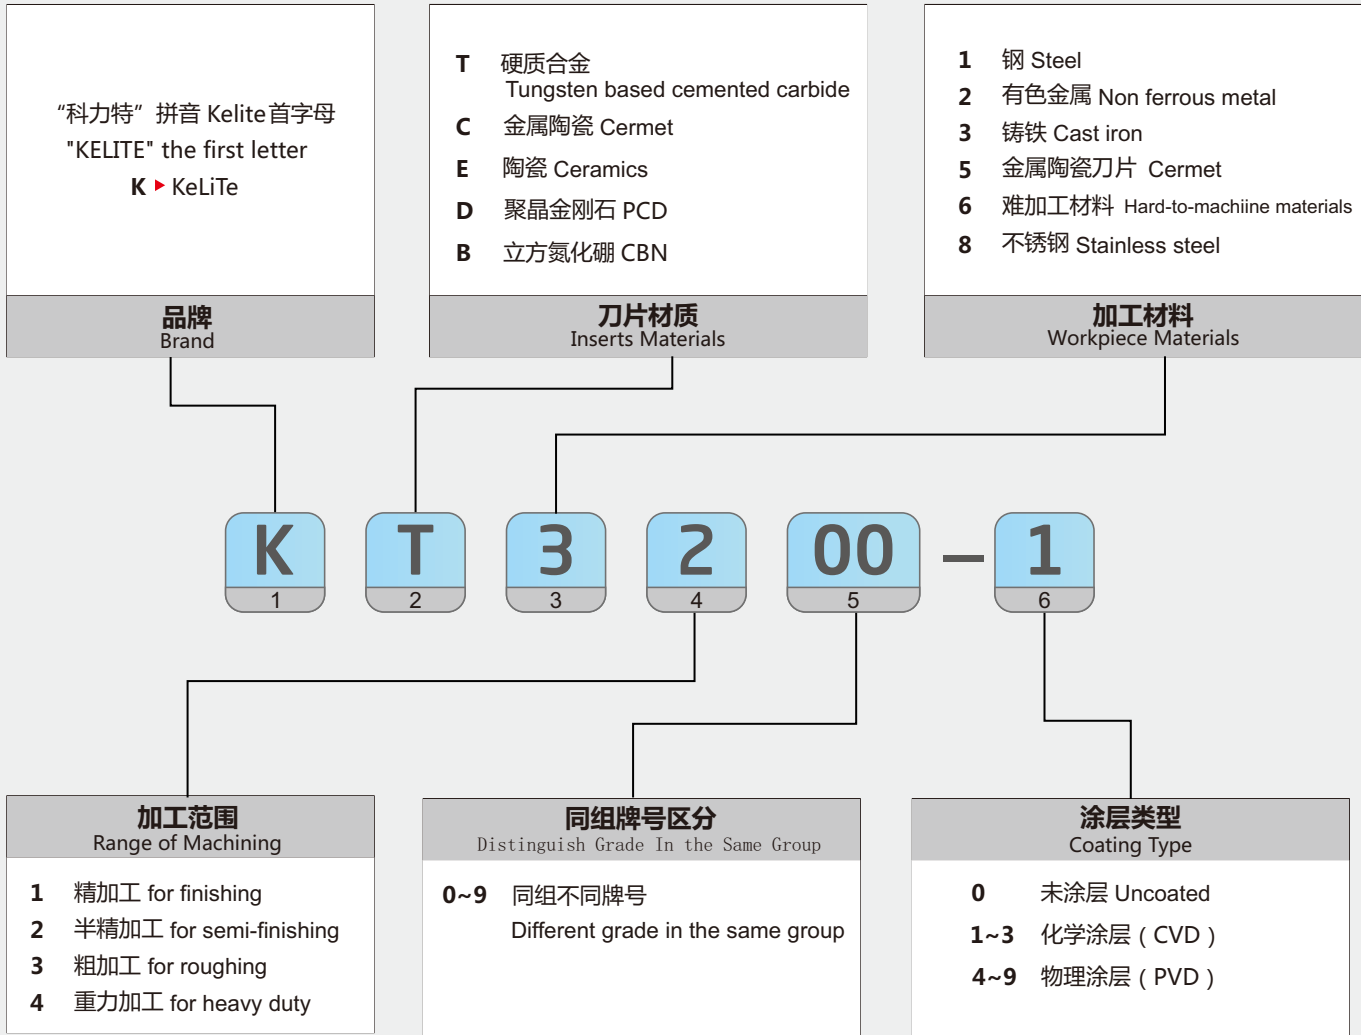 “科力特”拼音 Kelite首字母
"KELITE" the first letter
K ▶ KeLiTe
品牌
Brand
T 硬质合金
Tungsten based cemented carbide
C 金属陶瓷 Cermet
E 陶瓷 Ceramics
D 聚晶金刚石 PCD
B 立方氮化硼 CBN
刀片材质
Inserts Materials
1 钢 Steel
2 有色金属 Non ferrous metal
3 铸铁 Cast iron
5 金属陶瓷刀片 Cermet
6 难加工材料 Hard-to-machiine materials
8 不锈钢 Stainless steel
加工材料
Workpiece Materials
K T 3 2 00 – 1
1 2 3 4 5 6
加工范围
Range of Machining
1 精加工 for finishing
2 半精加工 for semi-finishing
3 粗加工 for roughing
4 重力加工 for heavy duty
同组牌号区分
Distinguish Grade In the Same Group
0~9 同组不同牌号
Different grade in the same group
涂层类型
Coating Type
0 未涂层 Uncoated
1~3 化学涂层 ( CVD )
4~9 物理涂层 ( PVD )